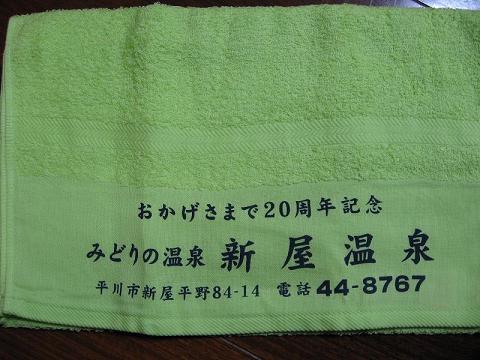 おかげさまで20周年記念
みどりの温泉 新屋温泉
平川市新屋平野84-14 電話 44-8767